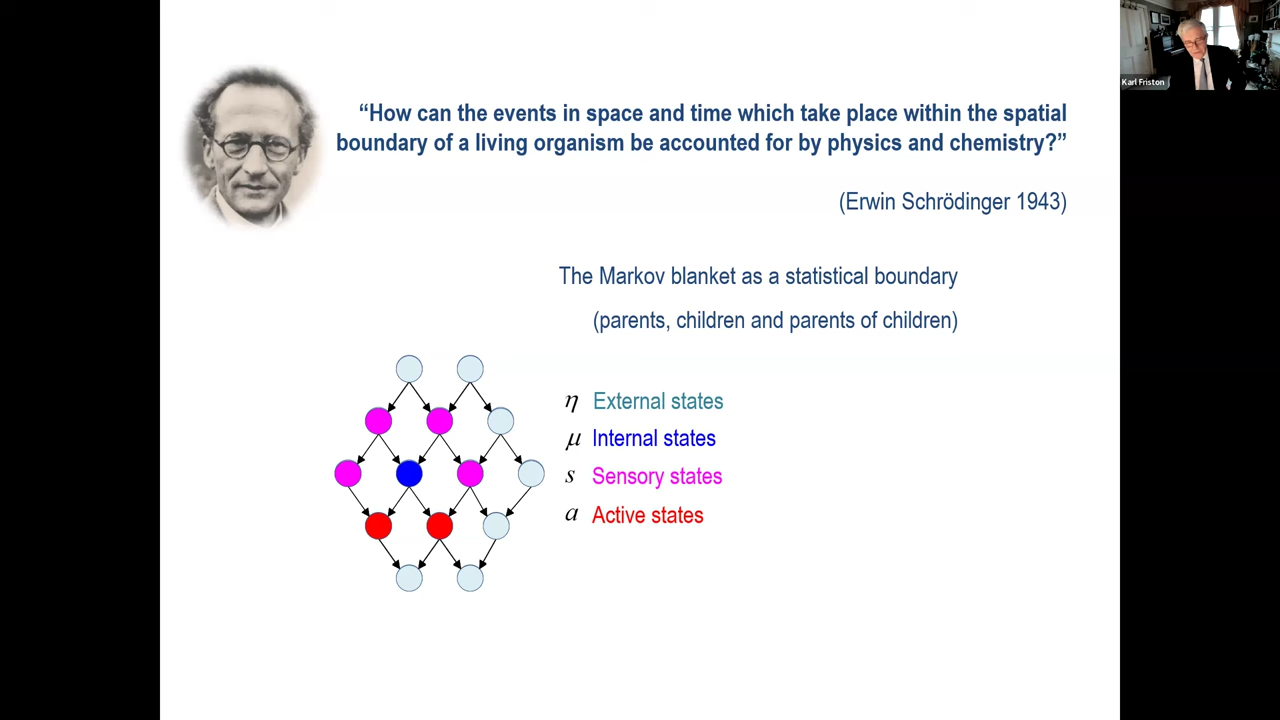 Karl Friston
“How can the events in space and time which take place within the spatial
boundary of a living organism be accounted for by physics and chemistry?”
(Erwin Schrödinger 1943)
The Markov blanket as a statistical boundary
(parents, children and parents of children)
η External states
μ Internal states
s Sensory states
a Active states